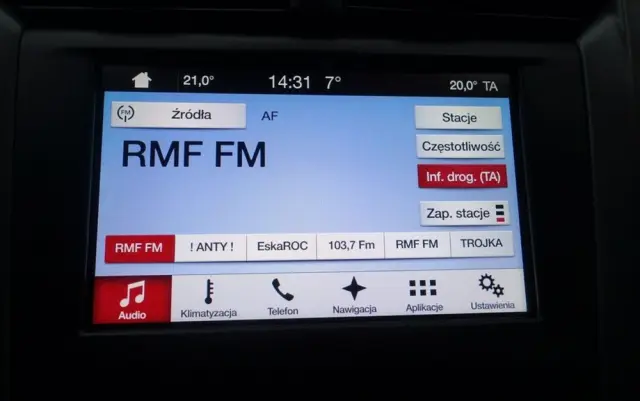 21,0° 14:31 7° 20,0° TA
FM Źródła AF Stacje
RMF FM
Częstotliwość
Inf. drog. (TA)
Zap. stacje
RMF FM ! ANTY ! EskaROC 103,7 Fm RMF FM TROJKA
Audio Klimatyzacja Telefon Nawigacja Aplikacje Ustawienia